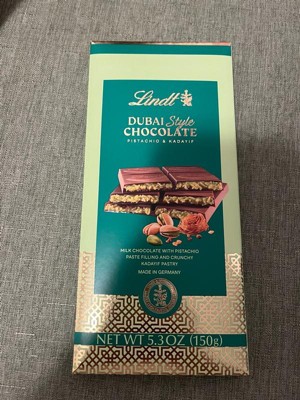 Lindt
DUBAI Style
CHOCOLATE
PISTACHIO & KADAYIF
MILK CHOCOLATE WITH PISTACHIO
PASTE FILLING AND CRUNCHY
KADAYIF PASTRY
MADE IN GERMANY
NET WT 5.3 OZ (150g)